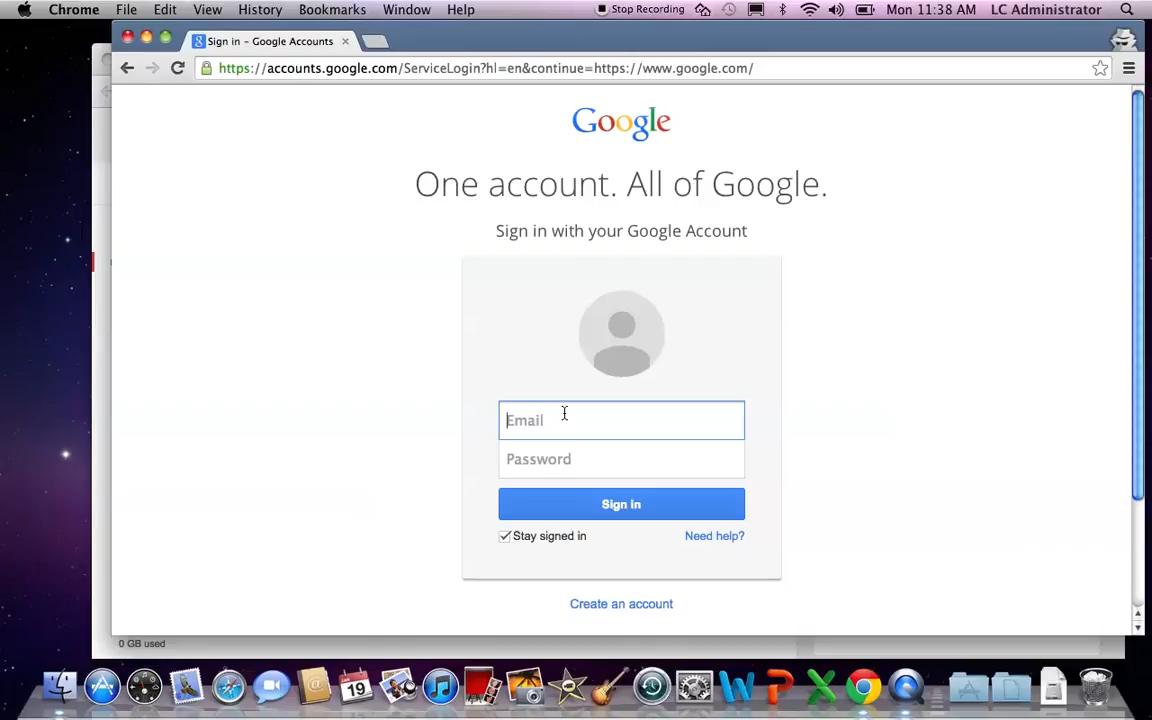 Chrome File Edit View History Bookmarks Window Help Stop Recording Mon 11:38 AM LC Administrator
Sign in – Google Accounts
https://accounts.google.com/ServiceLogin?hl=en&continue=https://www.google.com/
Google
One account. All of Google.
Sign in with your Google Account
Email
Password
Sign in
Stay signed in Need help?
Create an account
0 GB used
19